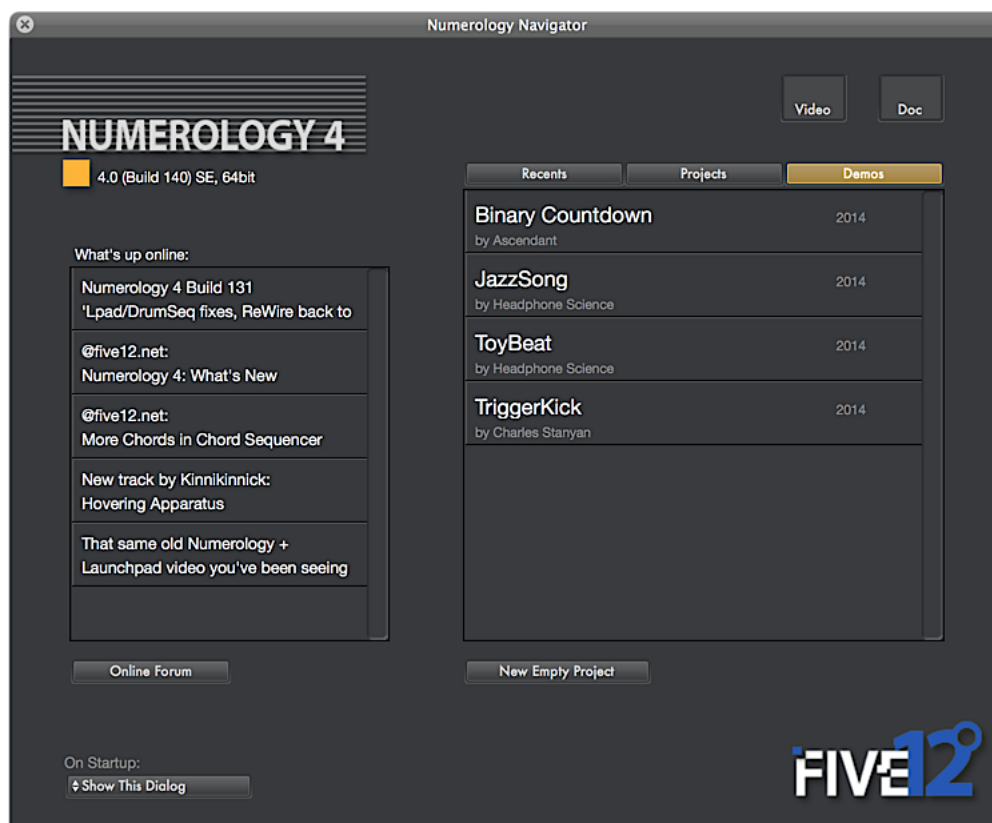 Numerology Navigator
NUMEROLOGY 4
4.0 (Build 140) SE, 64bit
Video
Doc
What's up online:
Numerology 4 Build 131
'Lpad/DrumSeq fixes, ReWire back to
@five12.net:
Numerology 4: What's New
@five12.net:
More Chords in Chord Sequencer
New track by Kinnikinnick:
Hovering Apparatus
That same old Numerology +
Launchpad video you've been seeing
Online Forum
On Startup:
Show This Dialog
Recents
Projects
Demos
Binary Countdown 2014
by Ascendant
JazzSong 2014
by Headphone Science
ToyBeat 2014
by Headphone Science
TriggerKick 2014
by Charles Stanyan
New Empty Project
FIVE12